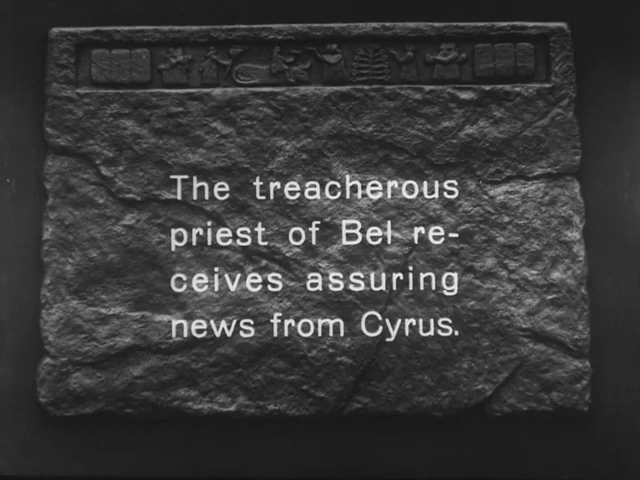 The treacherous
priest of Bel re-
ceives assuring
news from Cyrus.